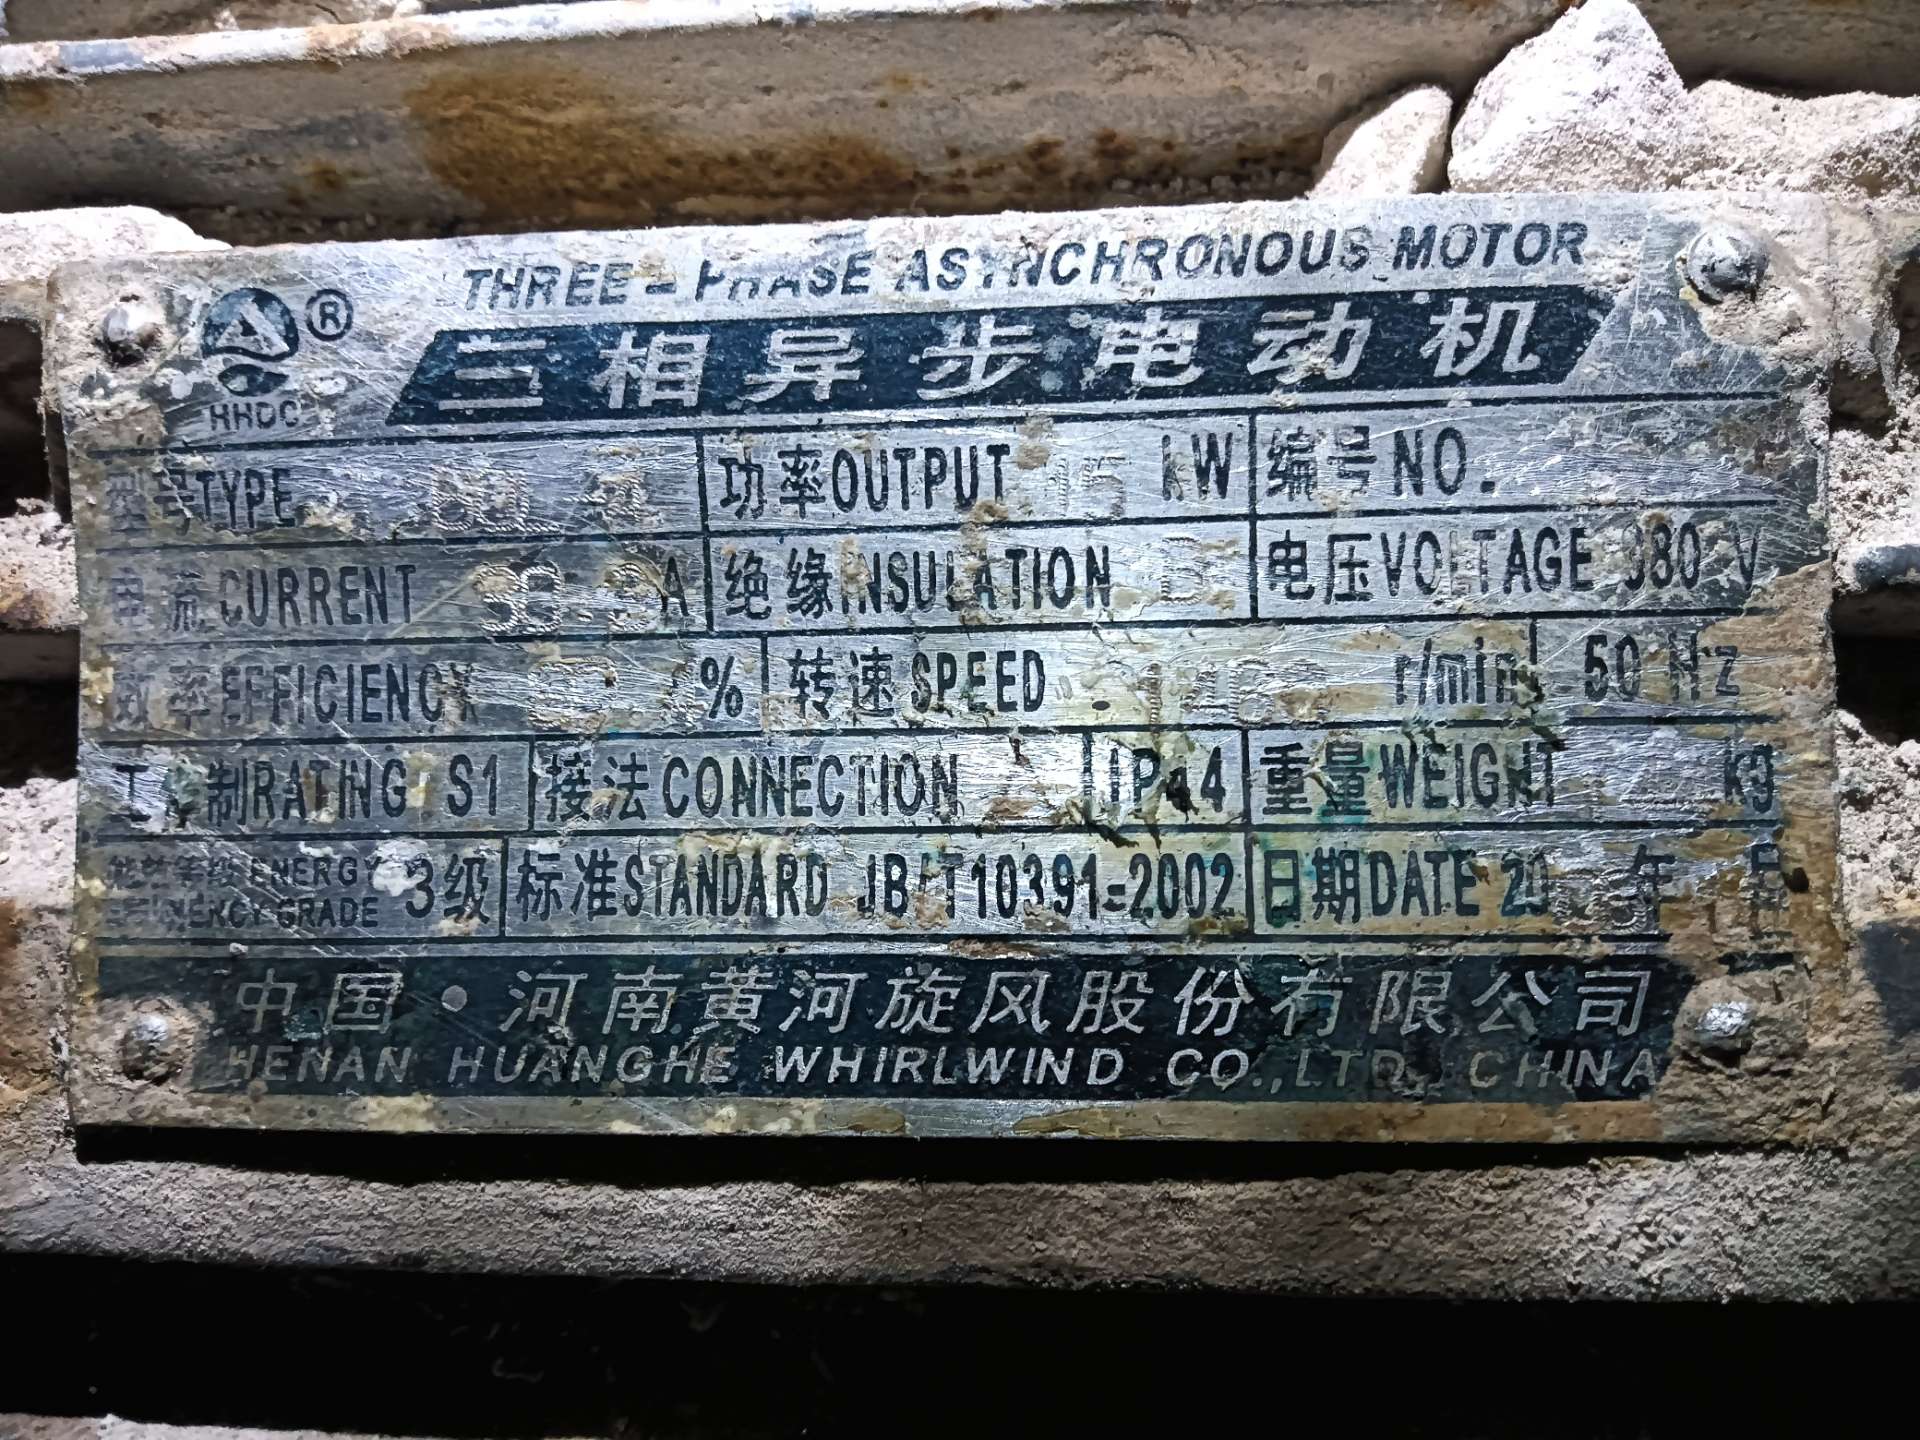 THREE-PHASE ASYNCHRONOUS MOTOR
®
三相异步电动机
HHDC
型号TYPE 功率OUTPUT 15 kW 编号NO.
电流CURRENT A 绝缘INSULATION B 电压VOLTAGE 380 V
效率EFFICIENCY % 转速SPEED r/min 50 Hz
工作制RATING S1 接法CONNECTION IP44 重量WEIGHT kg
能效等级 ENERGY 3级 标准STANDARD JB/T10391-2002 日期DATE 20 年 月
EFFICIENCY GRADE
中国·河南黄河旋风股份有限公司
HENAN HUANGHE WHIRLWIND CO.,LTD., CHINA